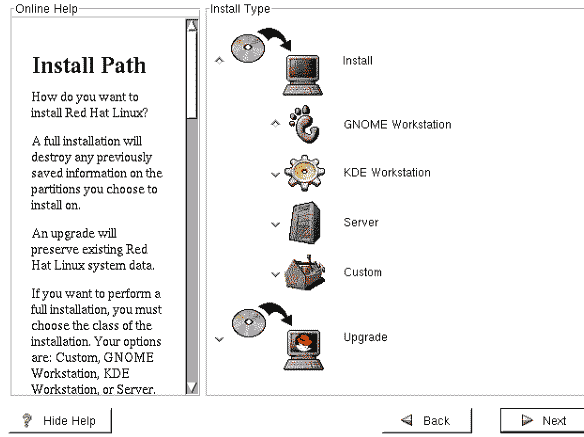 Online Help
Install Path
How do you want to
install Red Hat Linux?
A full installation will
destroy any previously
saved information on the
partitions you choose to
install on.
An upgrade will
preserve existing Red
Hat Linux system data.
If you want to perform a
full installation, you must
choose the class of the
installation. Your options
are: Custom, GNOME
Workstation, KDE
Workstation, or Server.
Install Type
Install
GNOME Workstation
KDE Workstation
Server
Custom
Upgrade
Hide Help
Back
Next